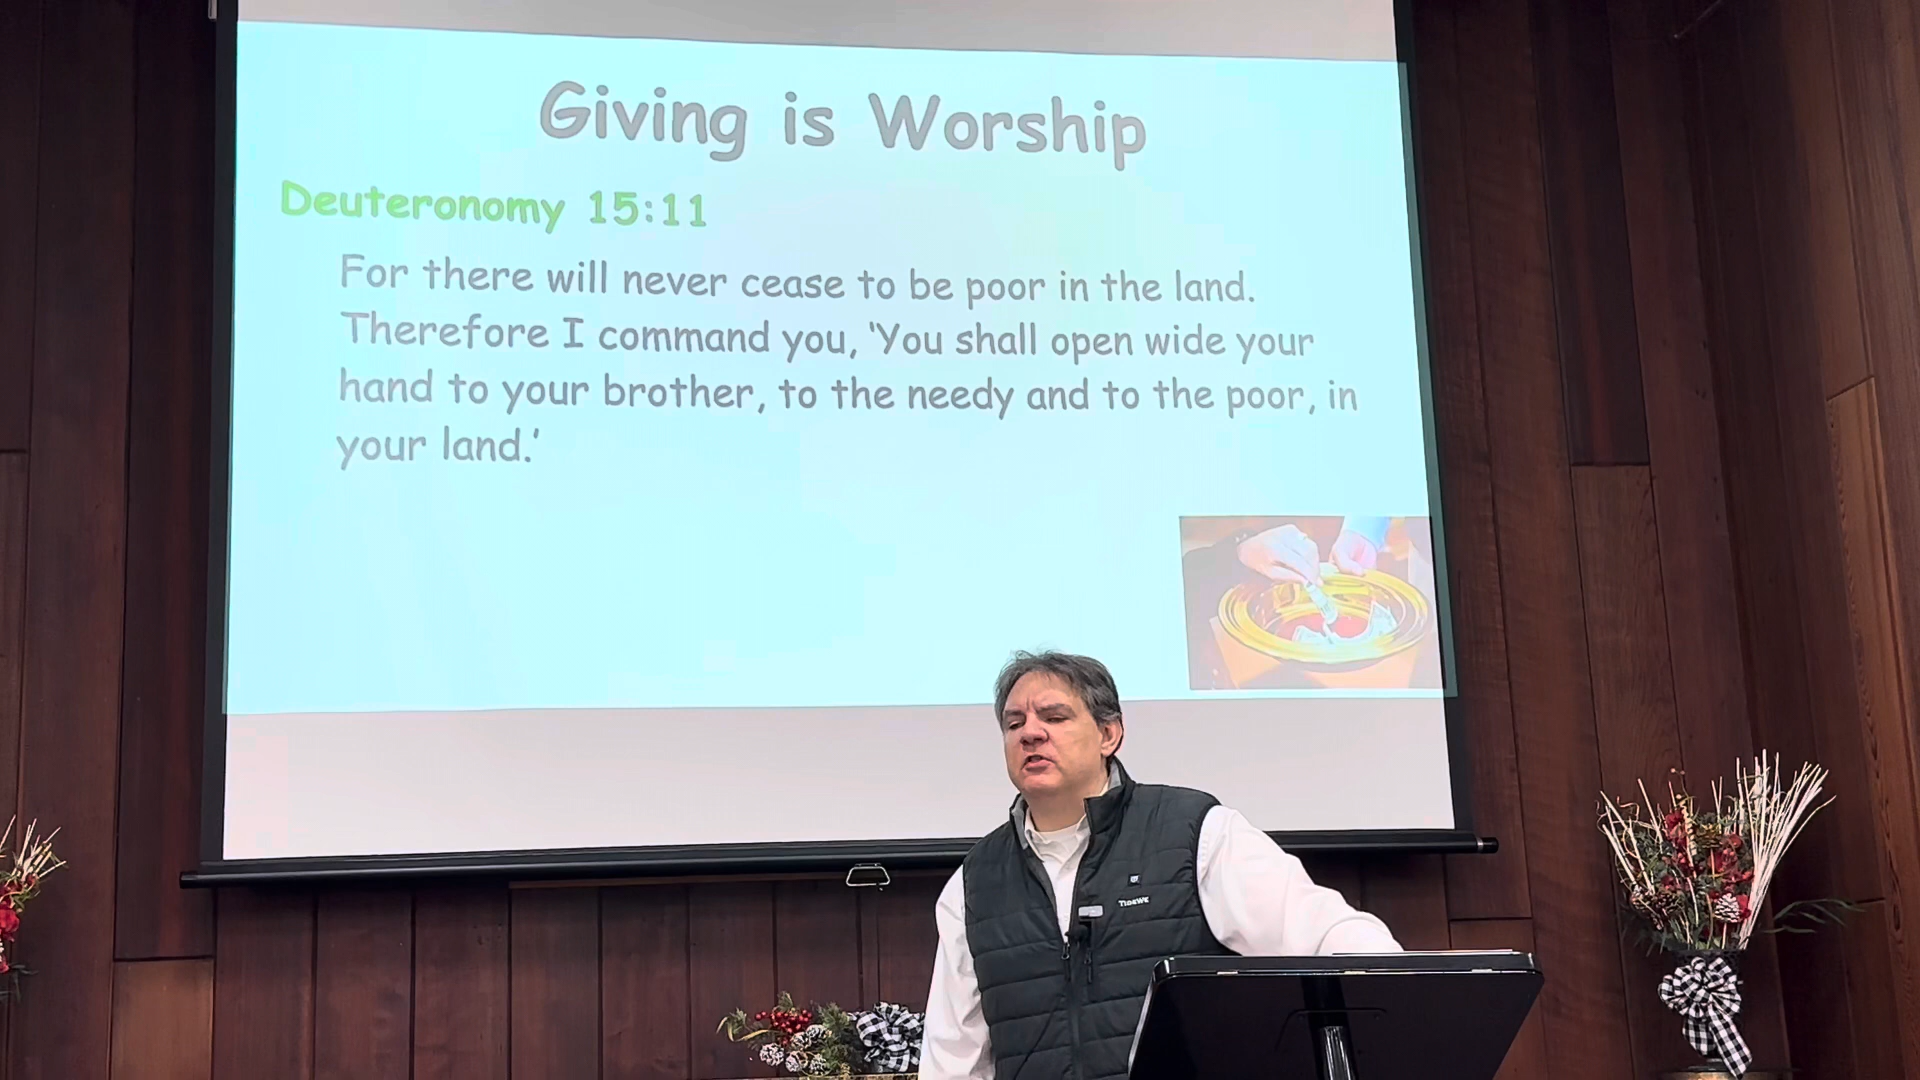 Giving is Worship
Deuteronomy 15:11
For there will never cease to be poor in the land.
Therefore I command you, ‘You shall open wide your
hand to your brother, to the needy and to the poor, in
your land.’
TIDEWE